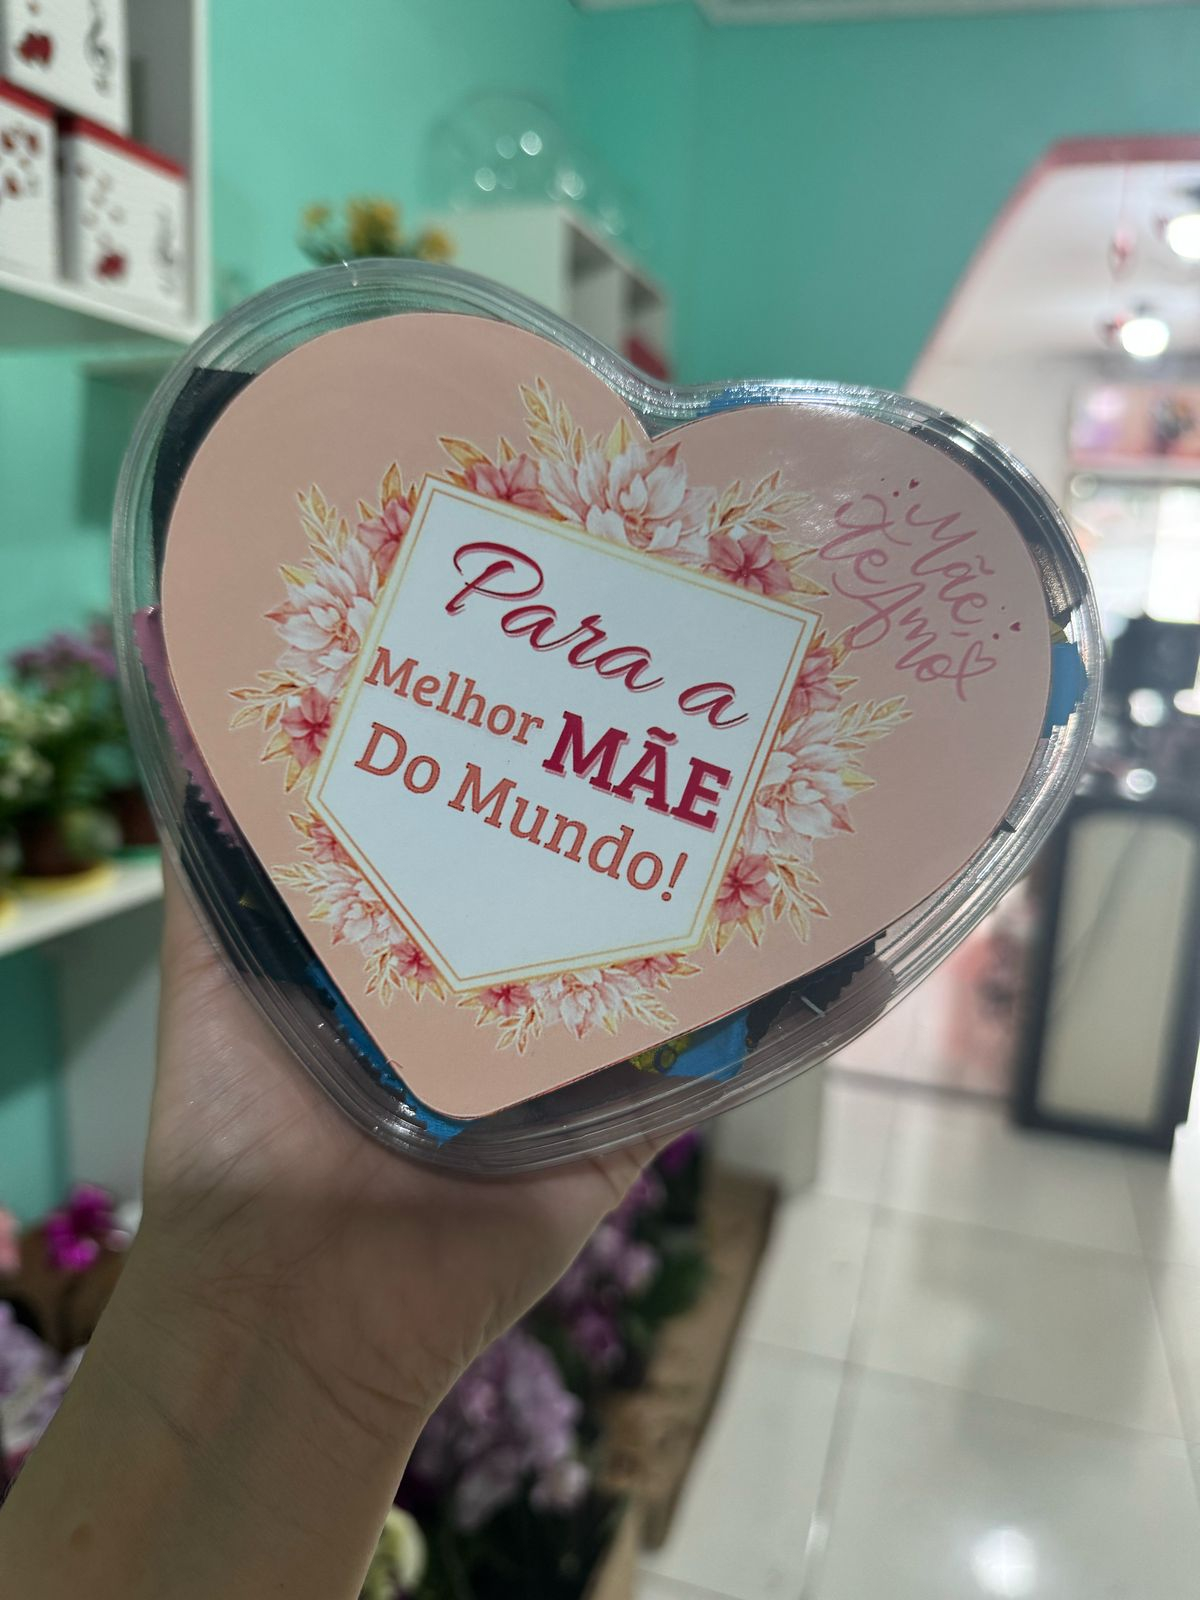 Para a
Melhor MÃE
Do Mundo!
Mãe,
Te Amo